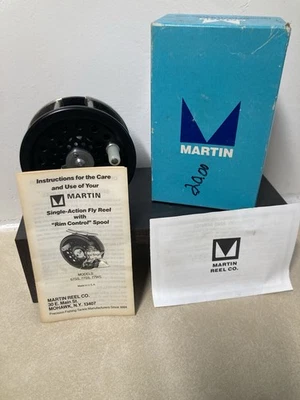 MARTIN
20.00
Instructions for the Care
and Use of Your
MARTIN
Single-Action Fly Reel
with
"Rim Control" Spool
MODELS
MARTIN REEL CO.
30 E. Main St.
MOHAWK, N.Y. 13407
MARTIN
REEL CO.